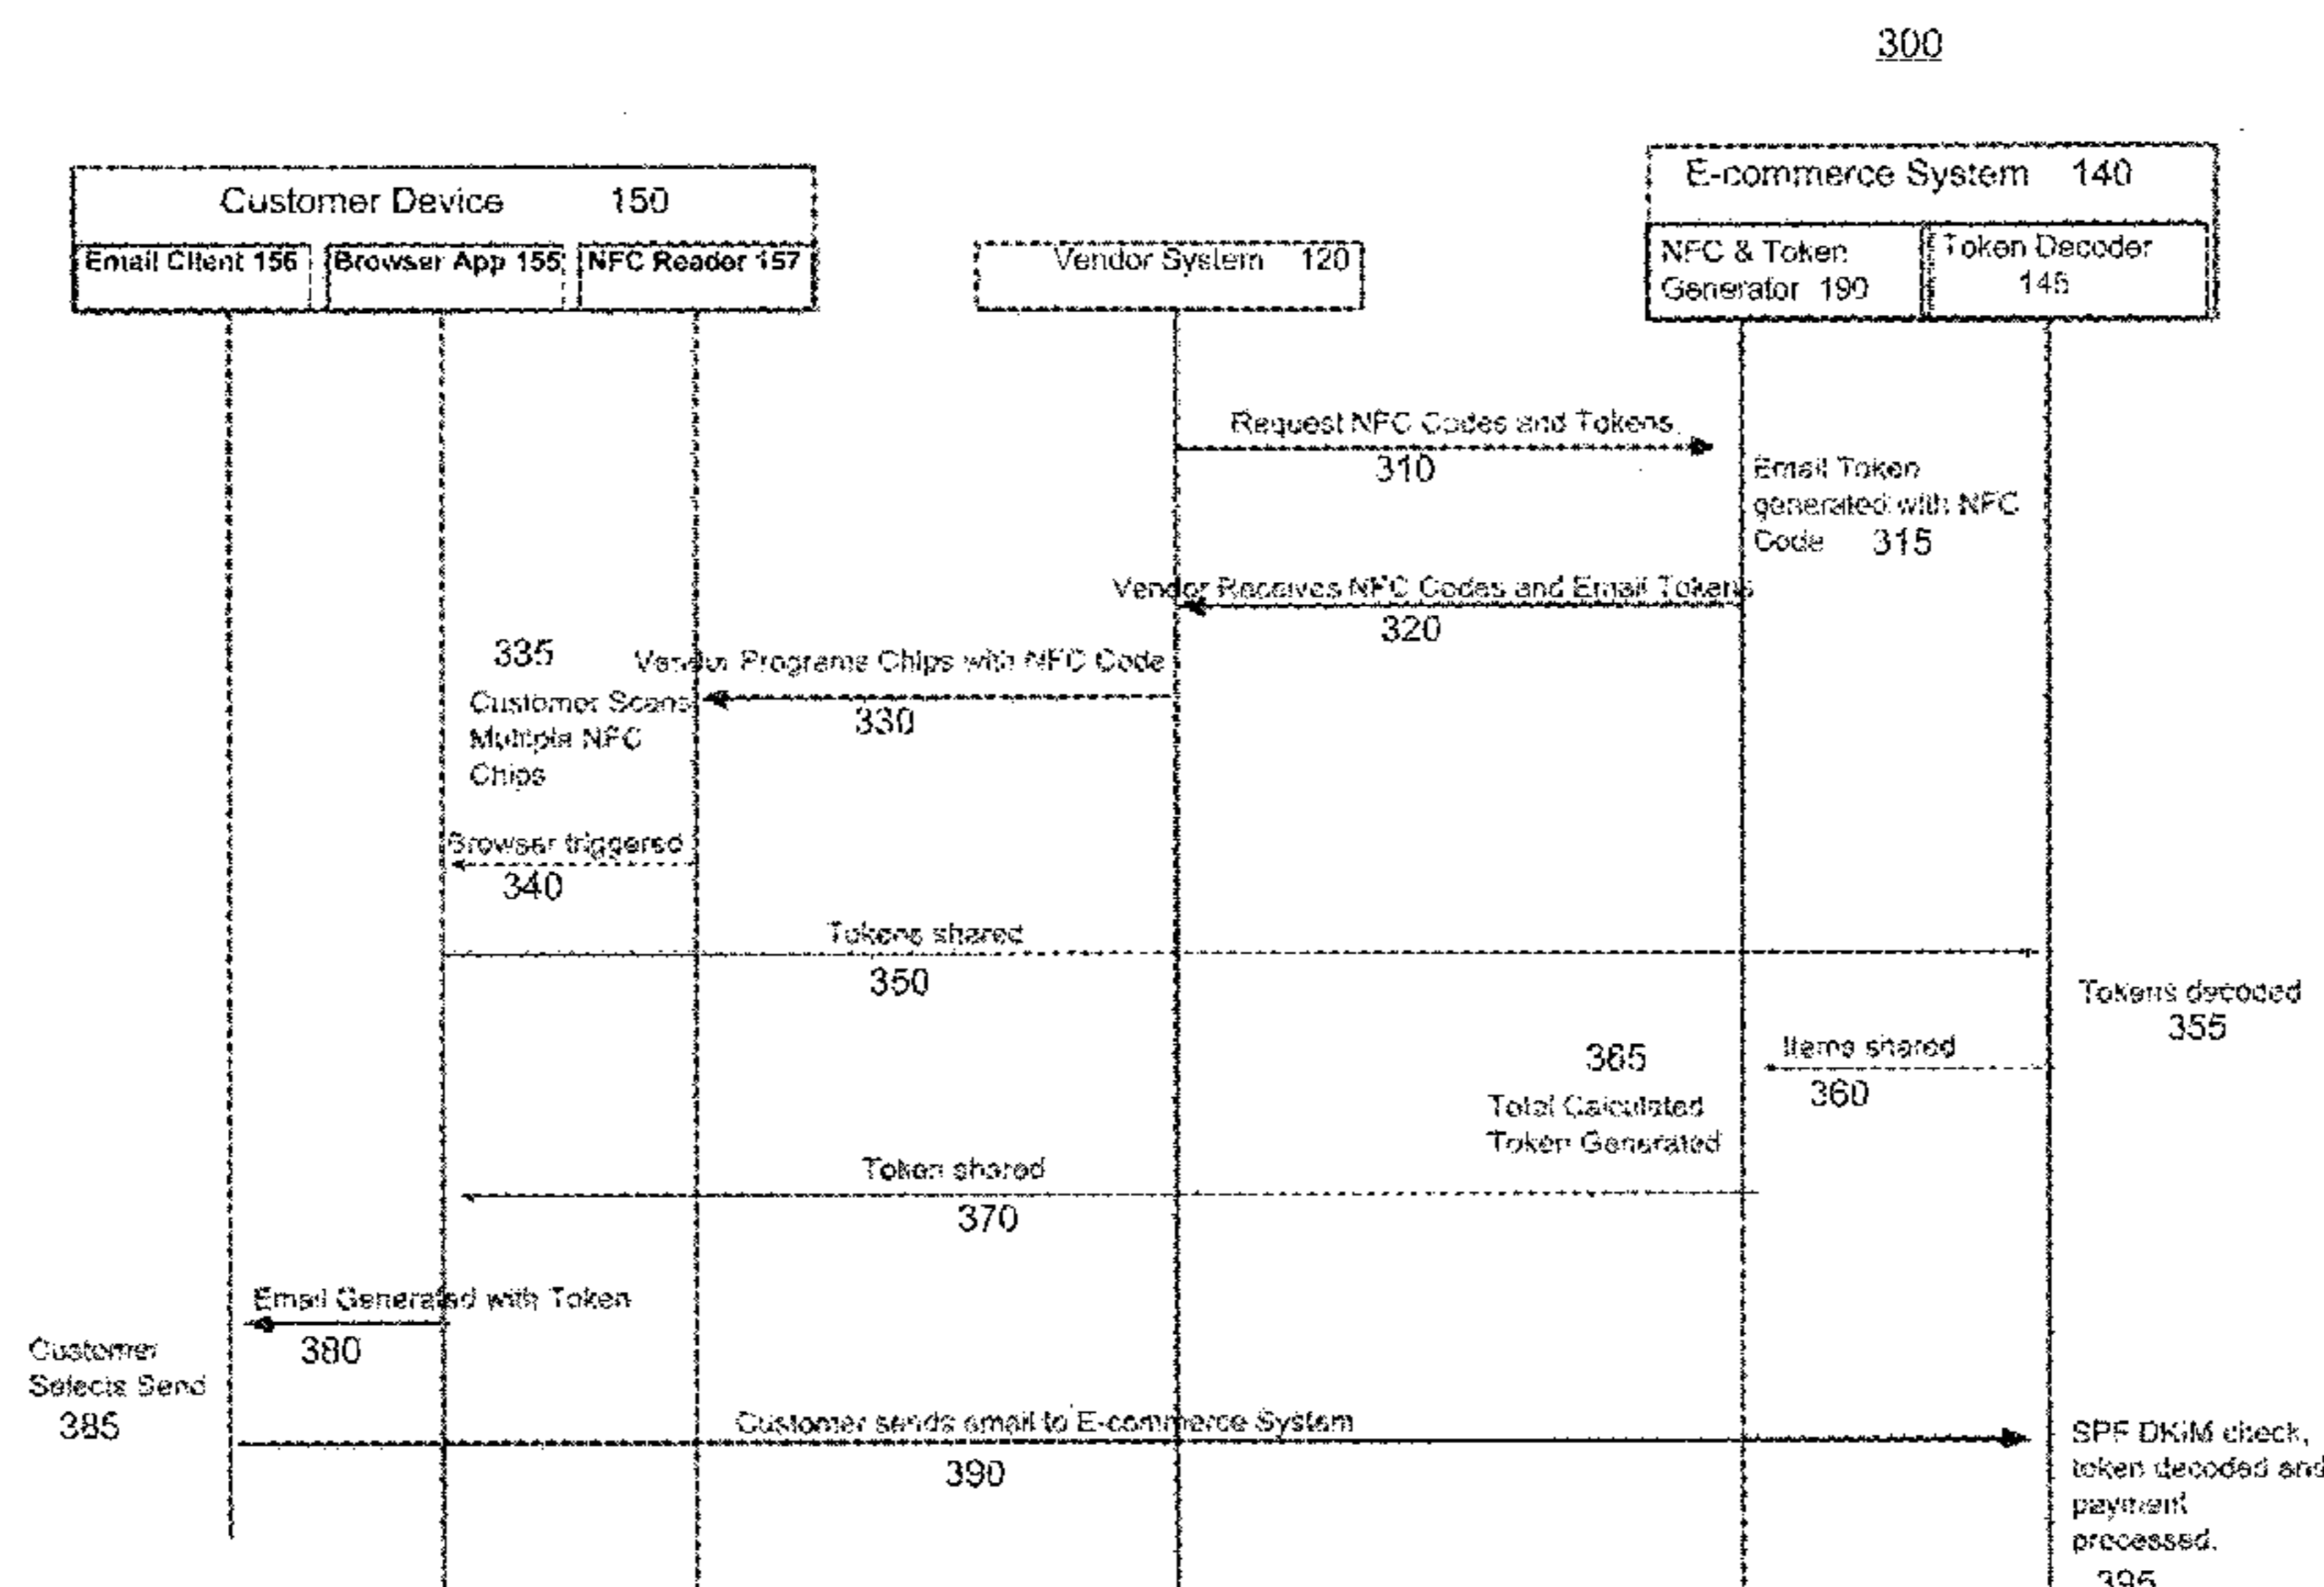 300
Customer Device 150
E-commerce System 140
Email Client 156
Browser App 155
NFC Reader 157
Vendor System 120
NFC & Token
Generator 190
Token Decoder
145
Request NFC Codes and Tokens
310
Email Token
generated with NFC
Code 315
Vendor Receives NFC Codes and Email Tokens
320
335
Vendor Programs Chips with NFC Code
330
Customer Scans
Multiple NFC
Chips
Browser triggered
340
Tokens shared
350
Tokens decoded
355
Items shared
360
365
Total Calculated
Token Generated
Token shared
370
Email Generated with Token
380
Customer
Selects Send
385
Customer sends email to E-commerce System
390
SPF DKIM check,
token decoded and
payment
processed.
395